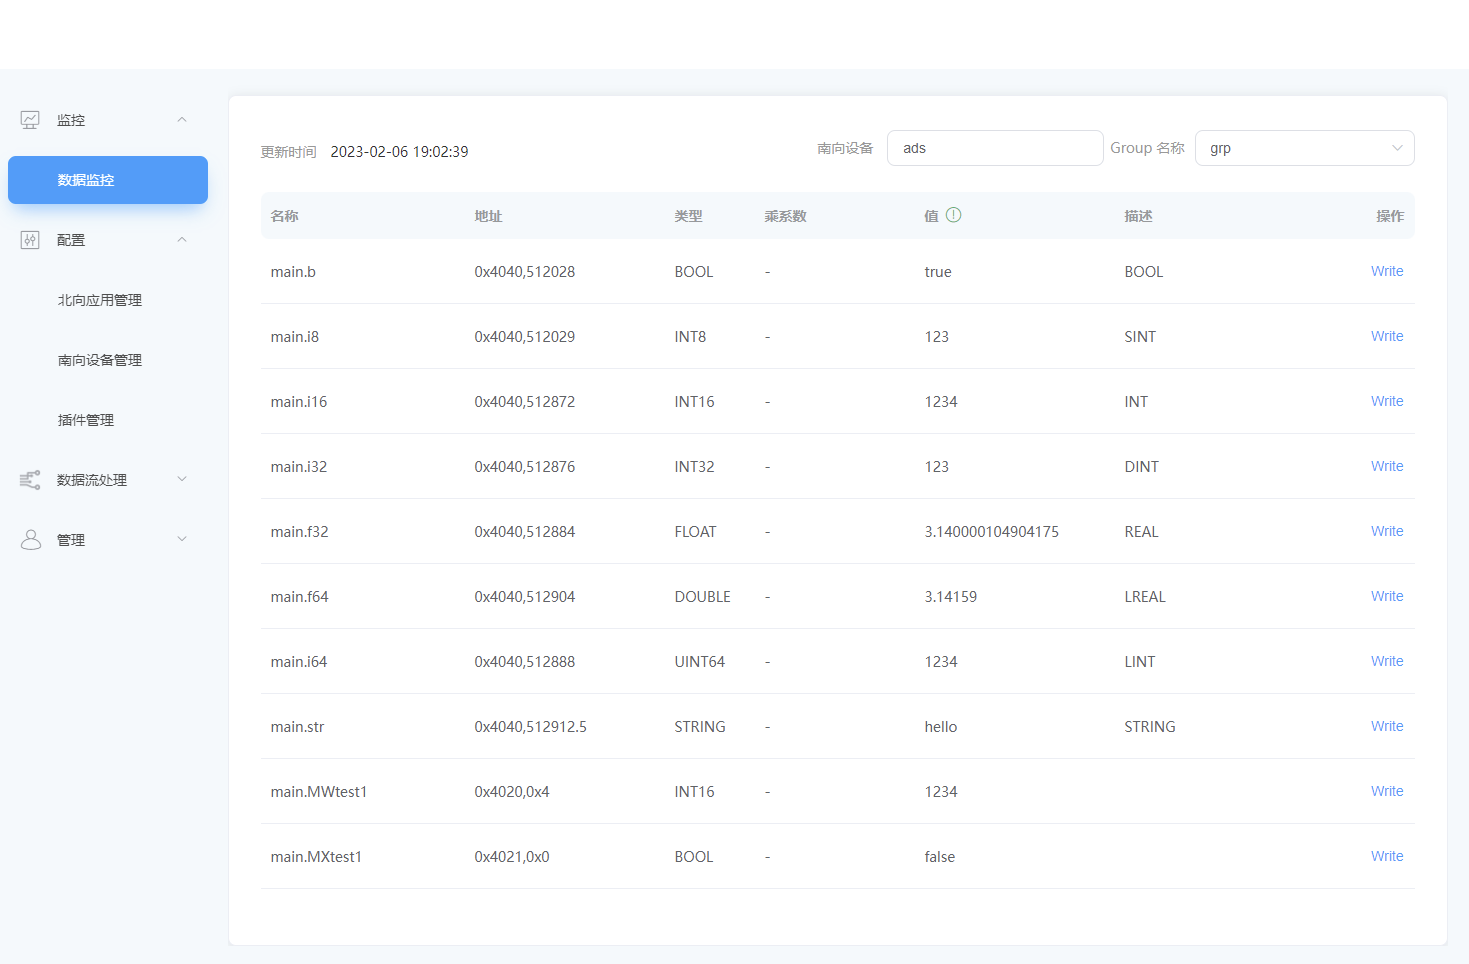 监控
数据监控
配置
北向应用管理
南向设备管理
插件管理
数据流处理
管理
更新时间 2023-02-06 19:02:39 南向设备 ads Group 名称 grp
名称 地址 类型 乘系数 值 描述 操作
main.b 0x4040,512028 BOOL - true BOOL Write
main.i8 0x4040,512029 INT8 - 123 SINT Write
main.i16 0x4040,512872 INT16 - 1234 INT Write
main.i32 0x4040,512876 INT32 - 123 DINT Write
main.f32 0x4040,512884 FLOAT - 3.140000104904175 REAL Write
main.f64 0x4040,512904 DOUBLE - 3.14159 LREAL Write
main.i64 0x4040,512888 UINT64 - 1234 LINT Write
main.str 0x4040,512912.5 STRING - hello STRING Write
main.MWtest1 0x4020,0x4 INT16 - 1234 Write
main.MXtest1 0x4021,0x0 BOOL - false Write